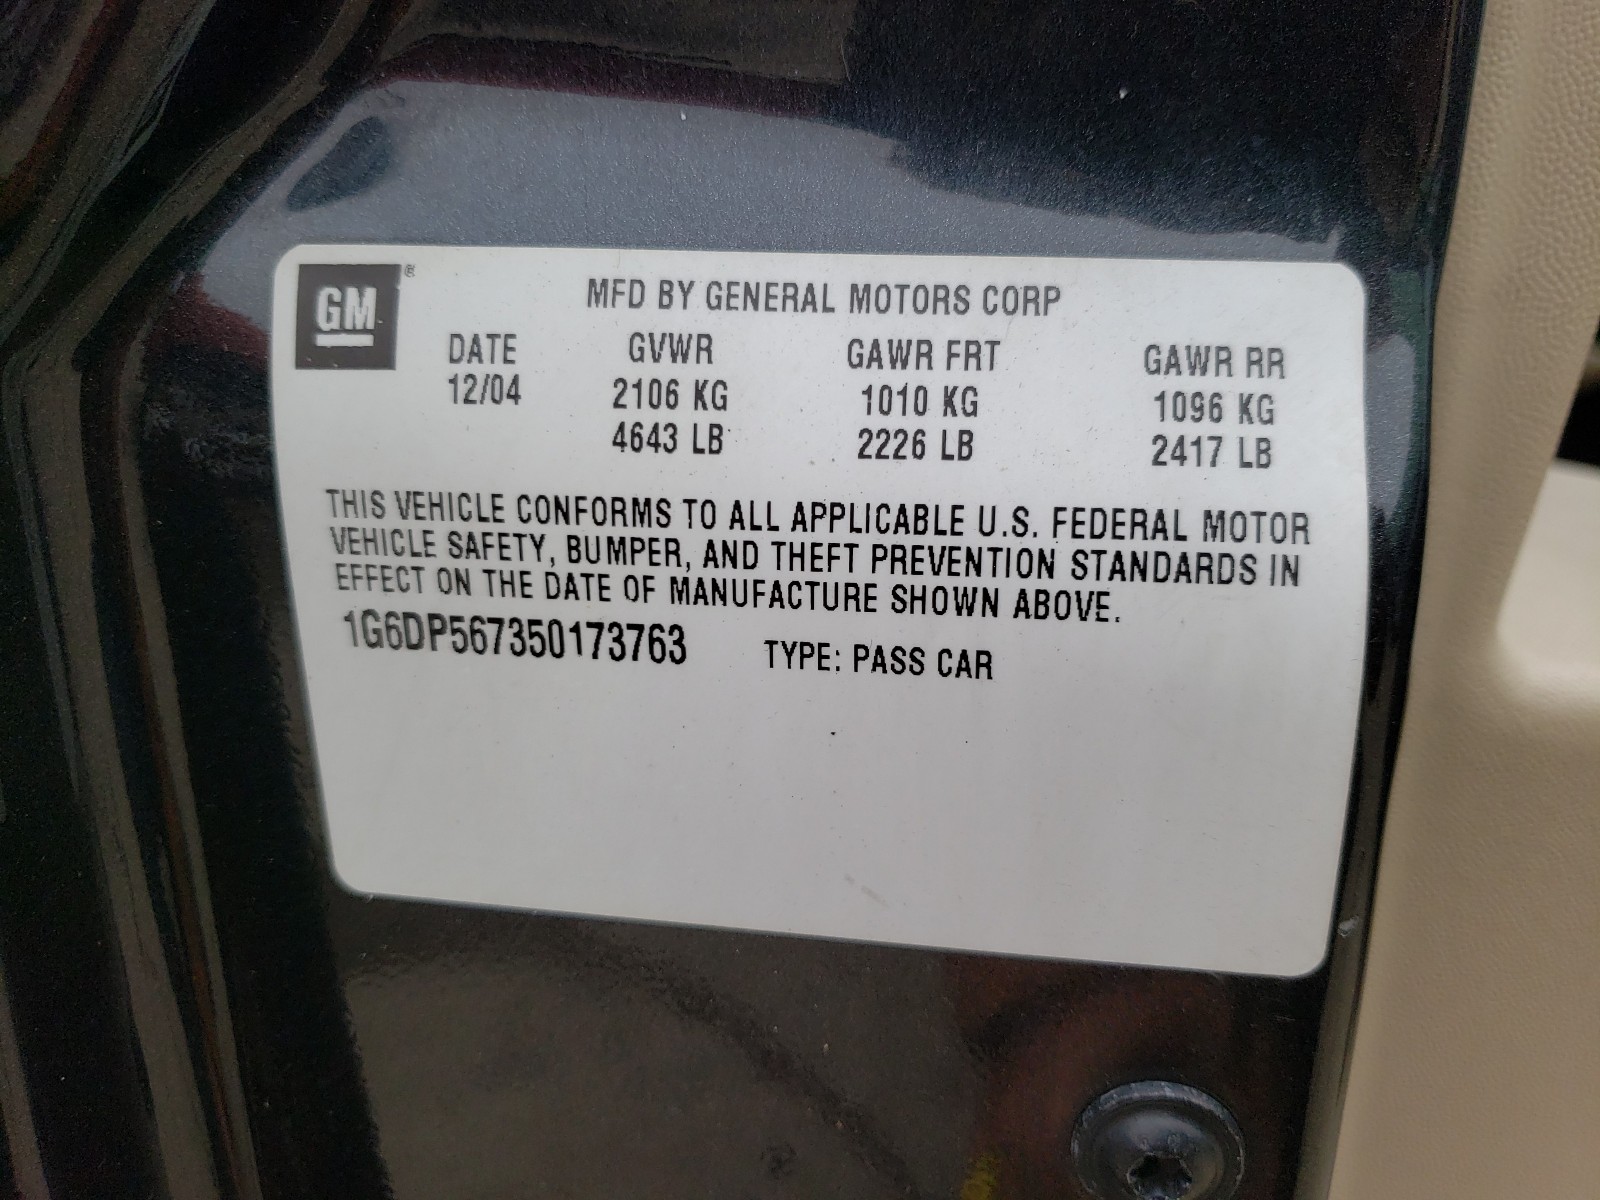 GM ®
MFD BY GENERAL MOTORS CORP
DATE GVWR GAWR FRT GAWR RR
12/04 2106 KG 1010 KG 1096 KG
4643 LB 2226 LB 2417 LB
THIS VEHICLE CONFORMS TO ALL APPLICABLE U.S. FEDERAL MOTOR
VEHICLE SAFETY, BUMPER, AND THEFT PREVENTION STANDARDS IN
EFFECT ON THE DATE OF MANUFACTURE SHOWN ABOVE.
1G6DP567350173763 TYPE: PASS CAR